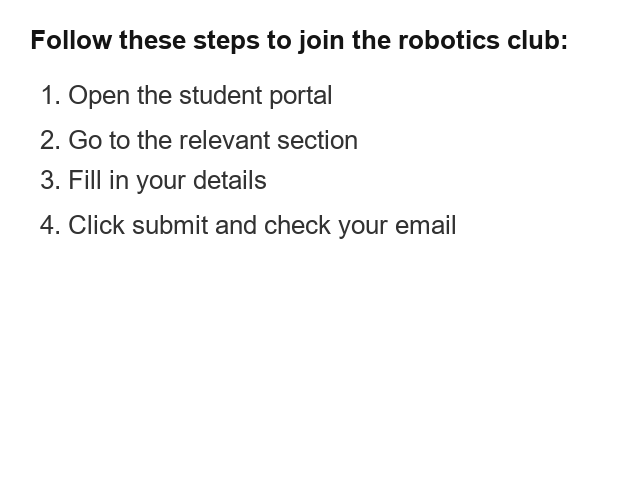 Follow these steps to join the robotics club:
1. Open the student portal
2. Go to the relevant section
3. Fill in your details
4. Click submit and check your email